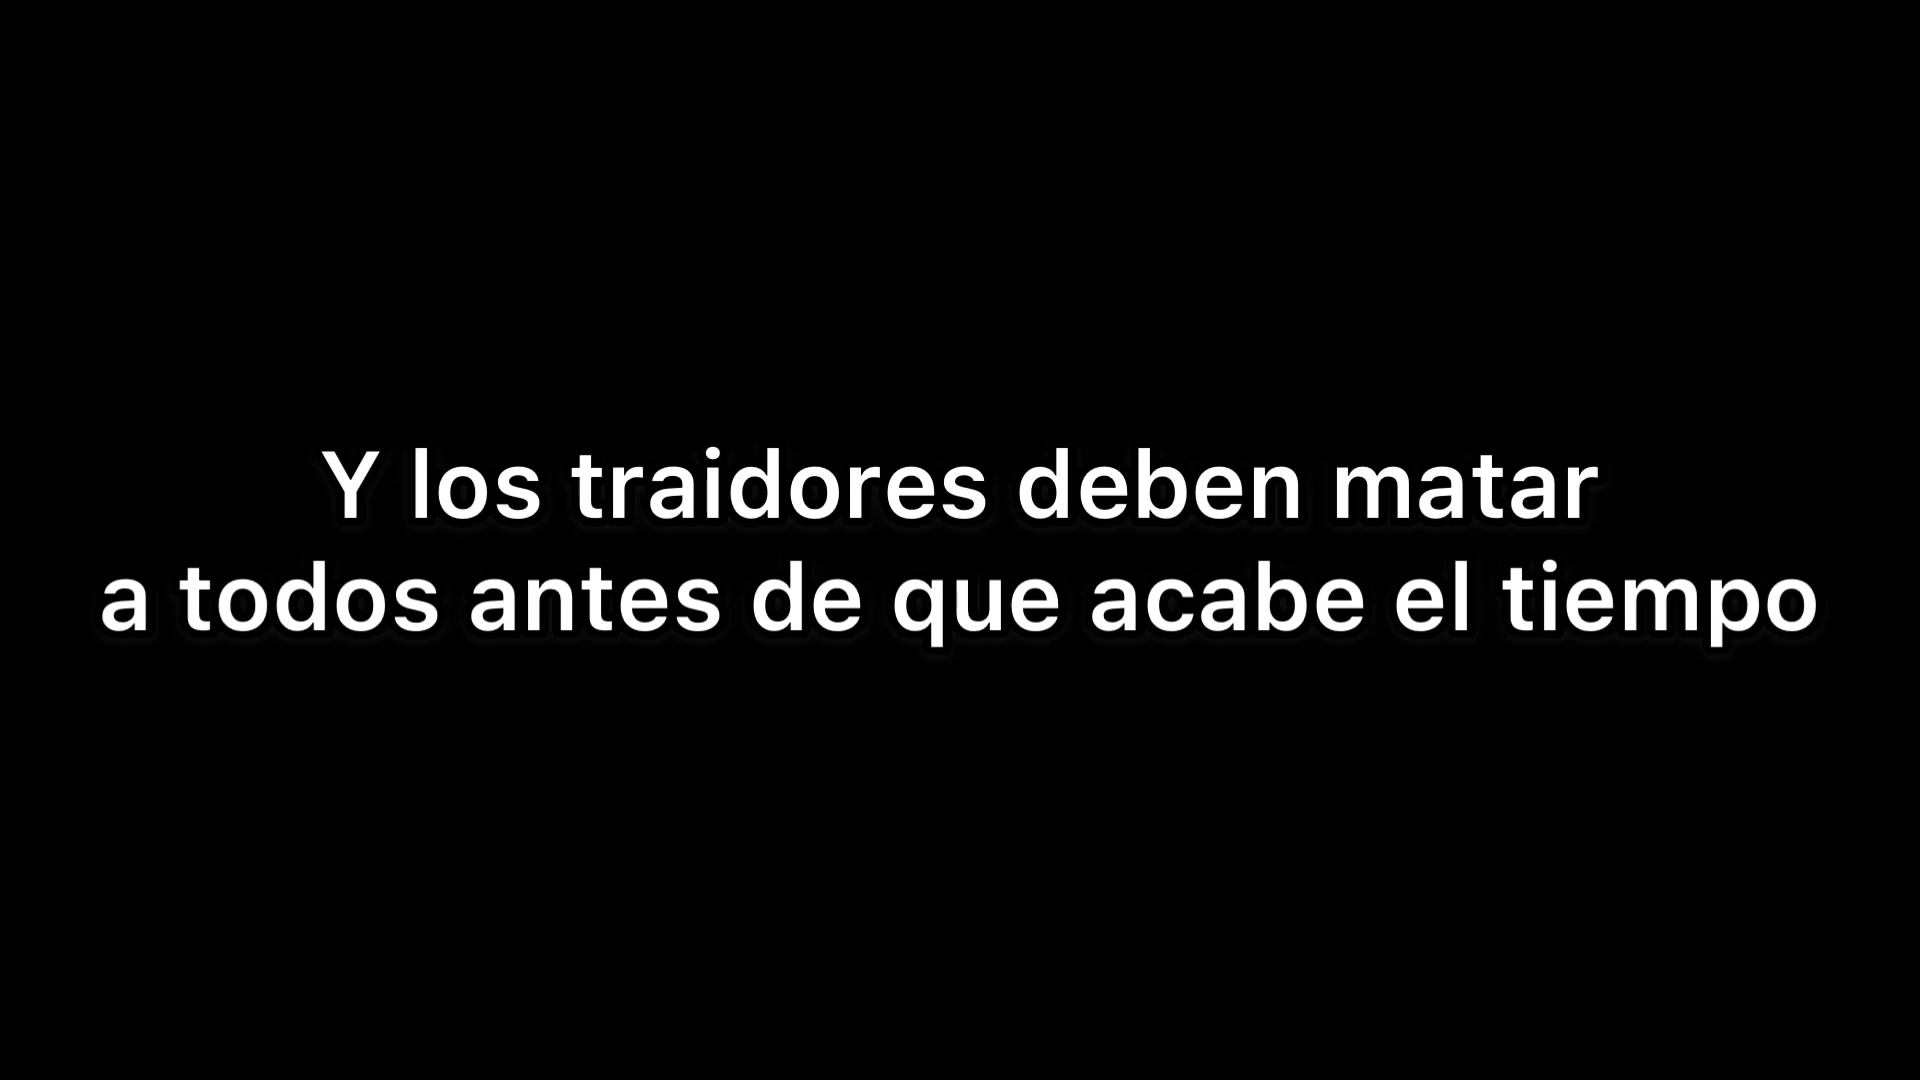 Y los traidores deben matar
a todos antes de que acabe el tiempo